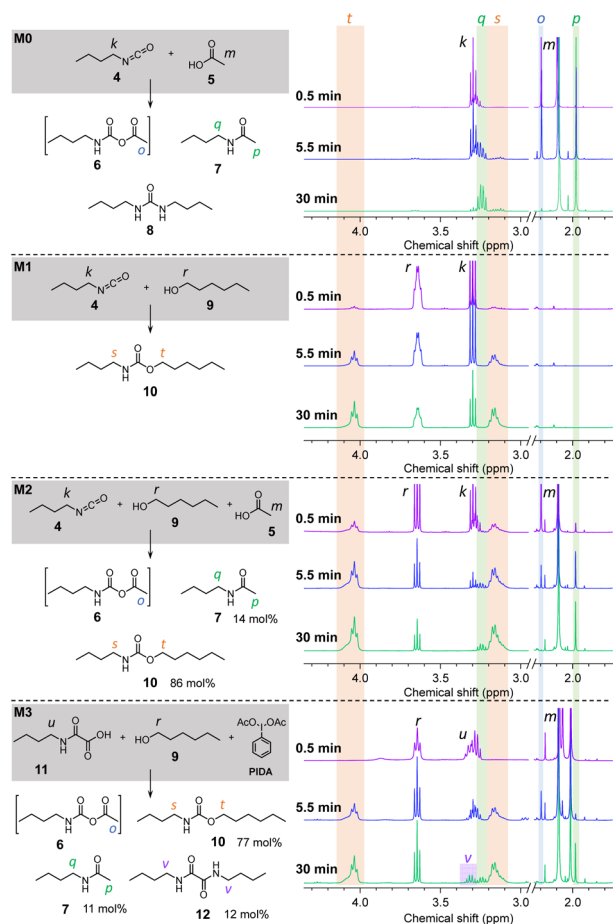 t k q s o m p
M0
k
N=C=O
4
+
O
HO
m
5
0.5 min
5.5 min
30 min
O O
N H O
o
6
q
O
N H
p
7
O
N H N H
8
4.0 3.5 3.0 2.0
Chemical shift (ppm)
M1
k
N=C=O
4
+
r
HO
9
r k
0.5 min
5.5 min
30 min
s O t
N H O
10
4.0 3.5 3.0 2.0
Chemical shift (ppm)
M2
k
N=C=O
4
+
r
HO
9
+
O
HO
m
5
r k m
0.5 min
5.5 min
30 min
O O
N H O
o
6
q
O
N H
p
7
14 mol%
s O t
N H O
10 86 mol%
4.0 3.5 3.0 2.0
Chemical shift (ppm)
M3
u O
N H OH
O
11
+
r
HO
9
+
AcO I OAc
PIDA
r u m
0.5 min
5.5 min
v
30 min
O O
N H O
o
6
s O t
N H O
10
77 mol%
q O
N H
p
7 11 mol%
v O
N H H N
O v
12 12 mol%
4.0 3.5 3.0 2.0
Chemical shift (ppm)